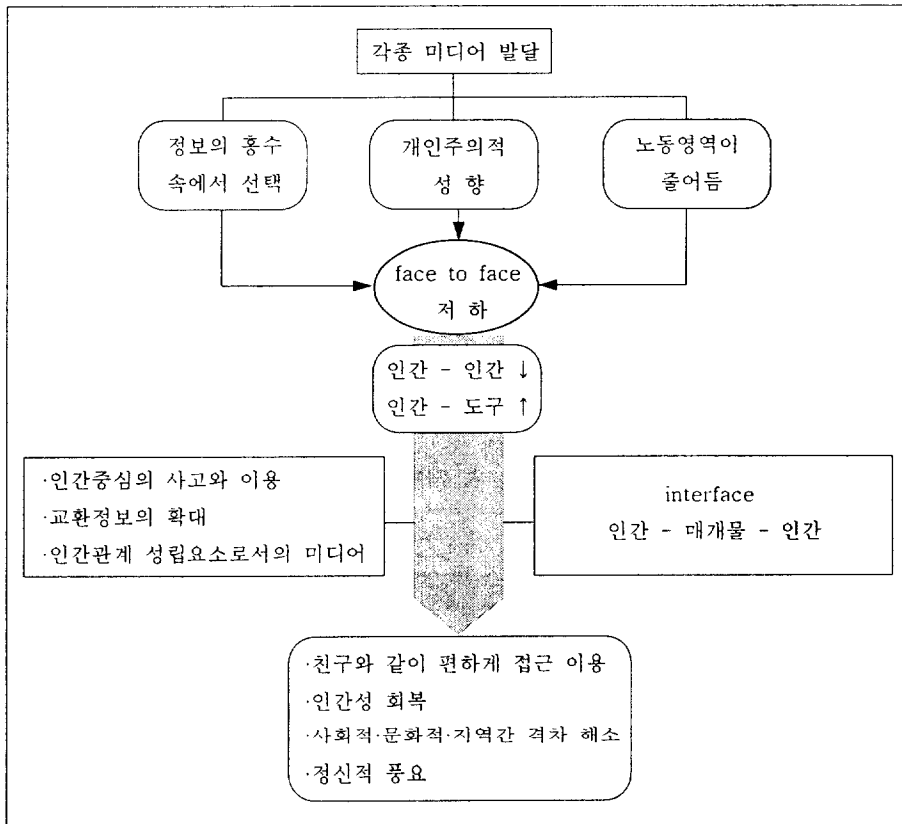 각종 미디어 발달
정보의 홍수
속에서 선택
개인주의적
성 향
노동영역이
줄어듬
face to face
저 하
인간 - 인간 ↓
인간 - 도구 ↑
·인간중심의 사고와 이용
·교환정보의 확대
·인간관계 성립요소로서의 미디어
interface
인간 - 매개물 - 인간
·친구와 같이 편하게 접근 이용
·인간성 회복
·사회적·문화적·지역간 격차 해소
·정신적 풍요